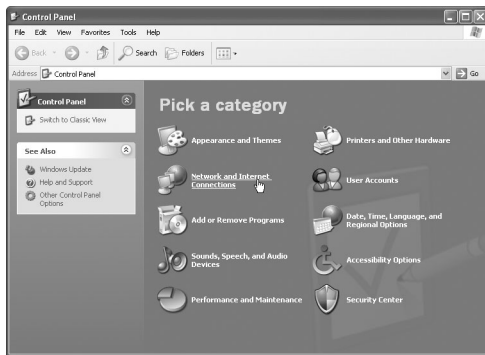 Control Panel
File Edit View Favorites Tools Help
Back Search Folders
Address Control Panel Go
Control Panel
Switch to Classic View
See Also
Windows Update
Help and Support
Other Control Panel
Options
Pick a category
Appearance and Themes
Printers and Other Hardware
Network and Internet
Connections
User Accounts
Add or Remove Programs
Date, Time, Language, and
Regional Options
Sounds, Speech, and Audio
Devices
Accessibility Options
Performance and Maintenance
Security Center